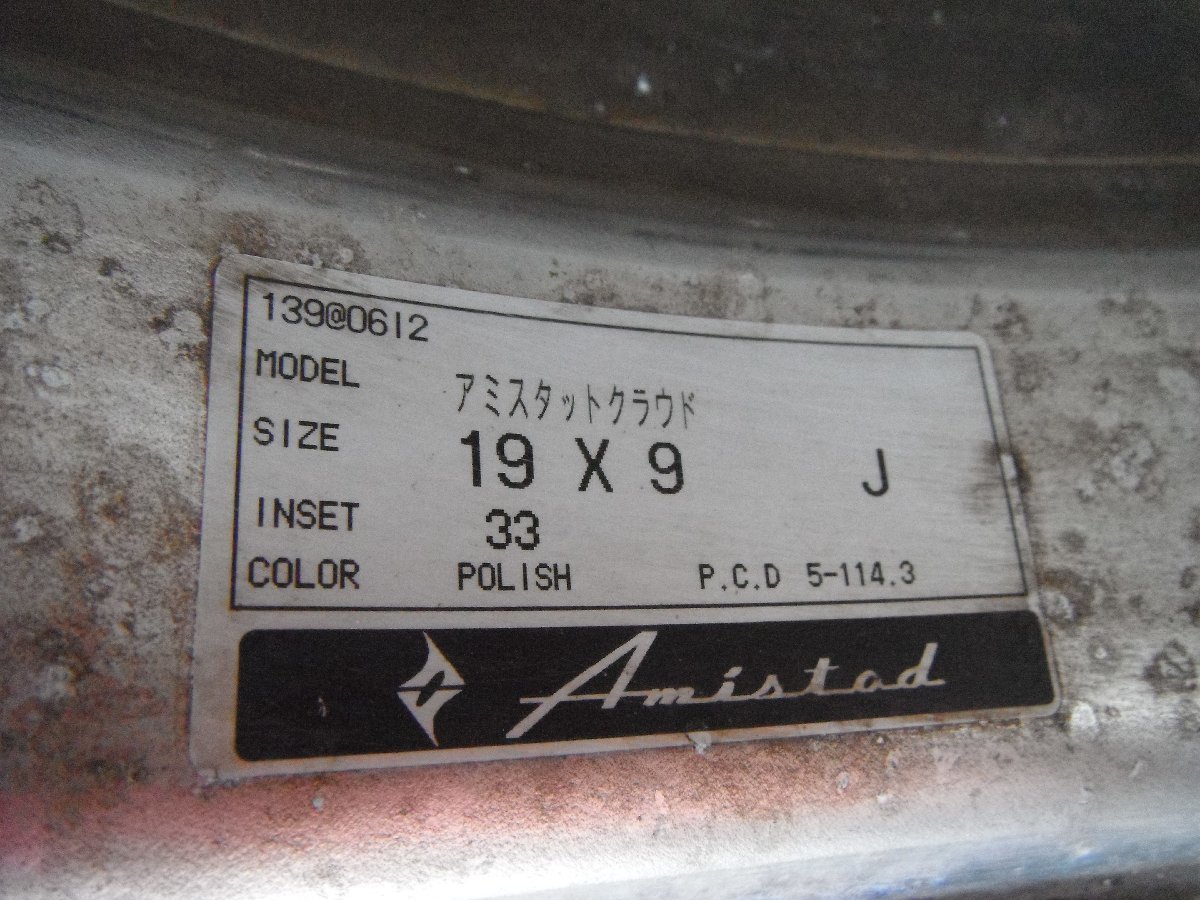 139@0612
MODEL アミスタットクラウド
SIZE 19 X 9 J
INSET 33
COLOR POLISH P.C.D 5-114.3
Amistad